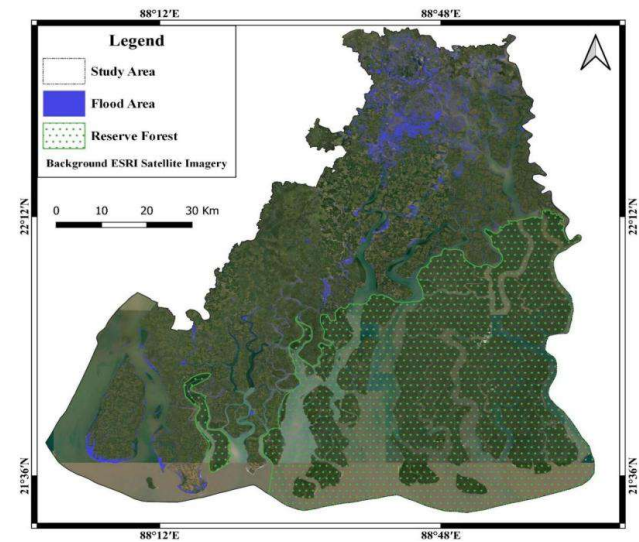 88°12′E 88°48′E
Legend
Study Area
Flood Area
Reserve Forest
Background ESRI Satellite Imagery
0 10 20 30 Km
22°12′N 22°12′N
21°36′N 21°36′N
88°12′E 88°48′E